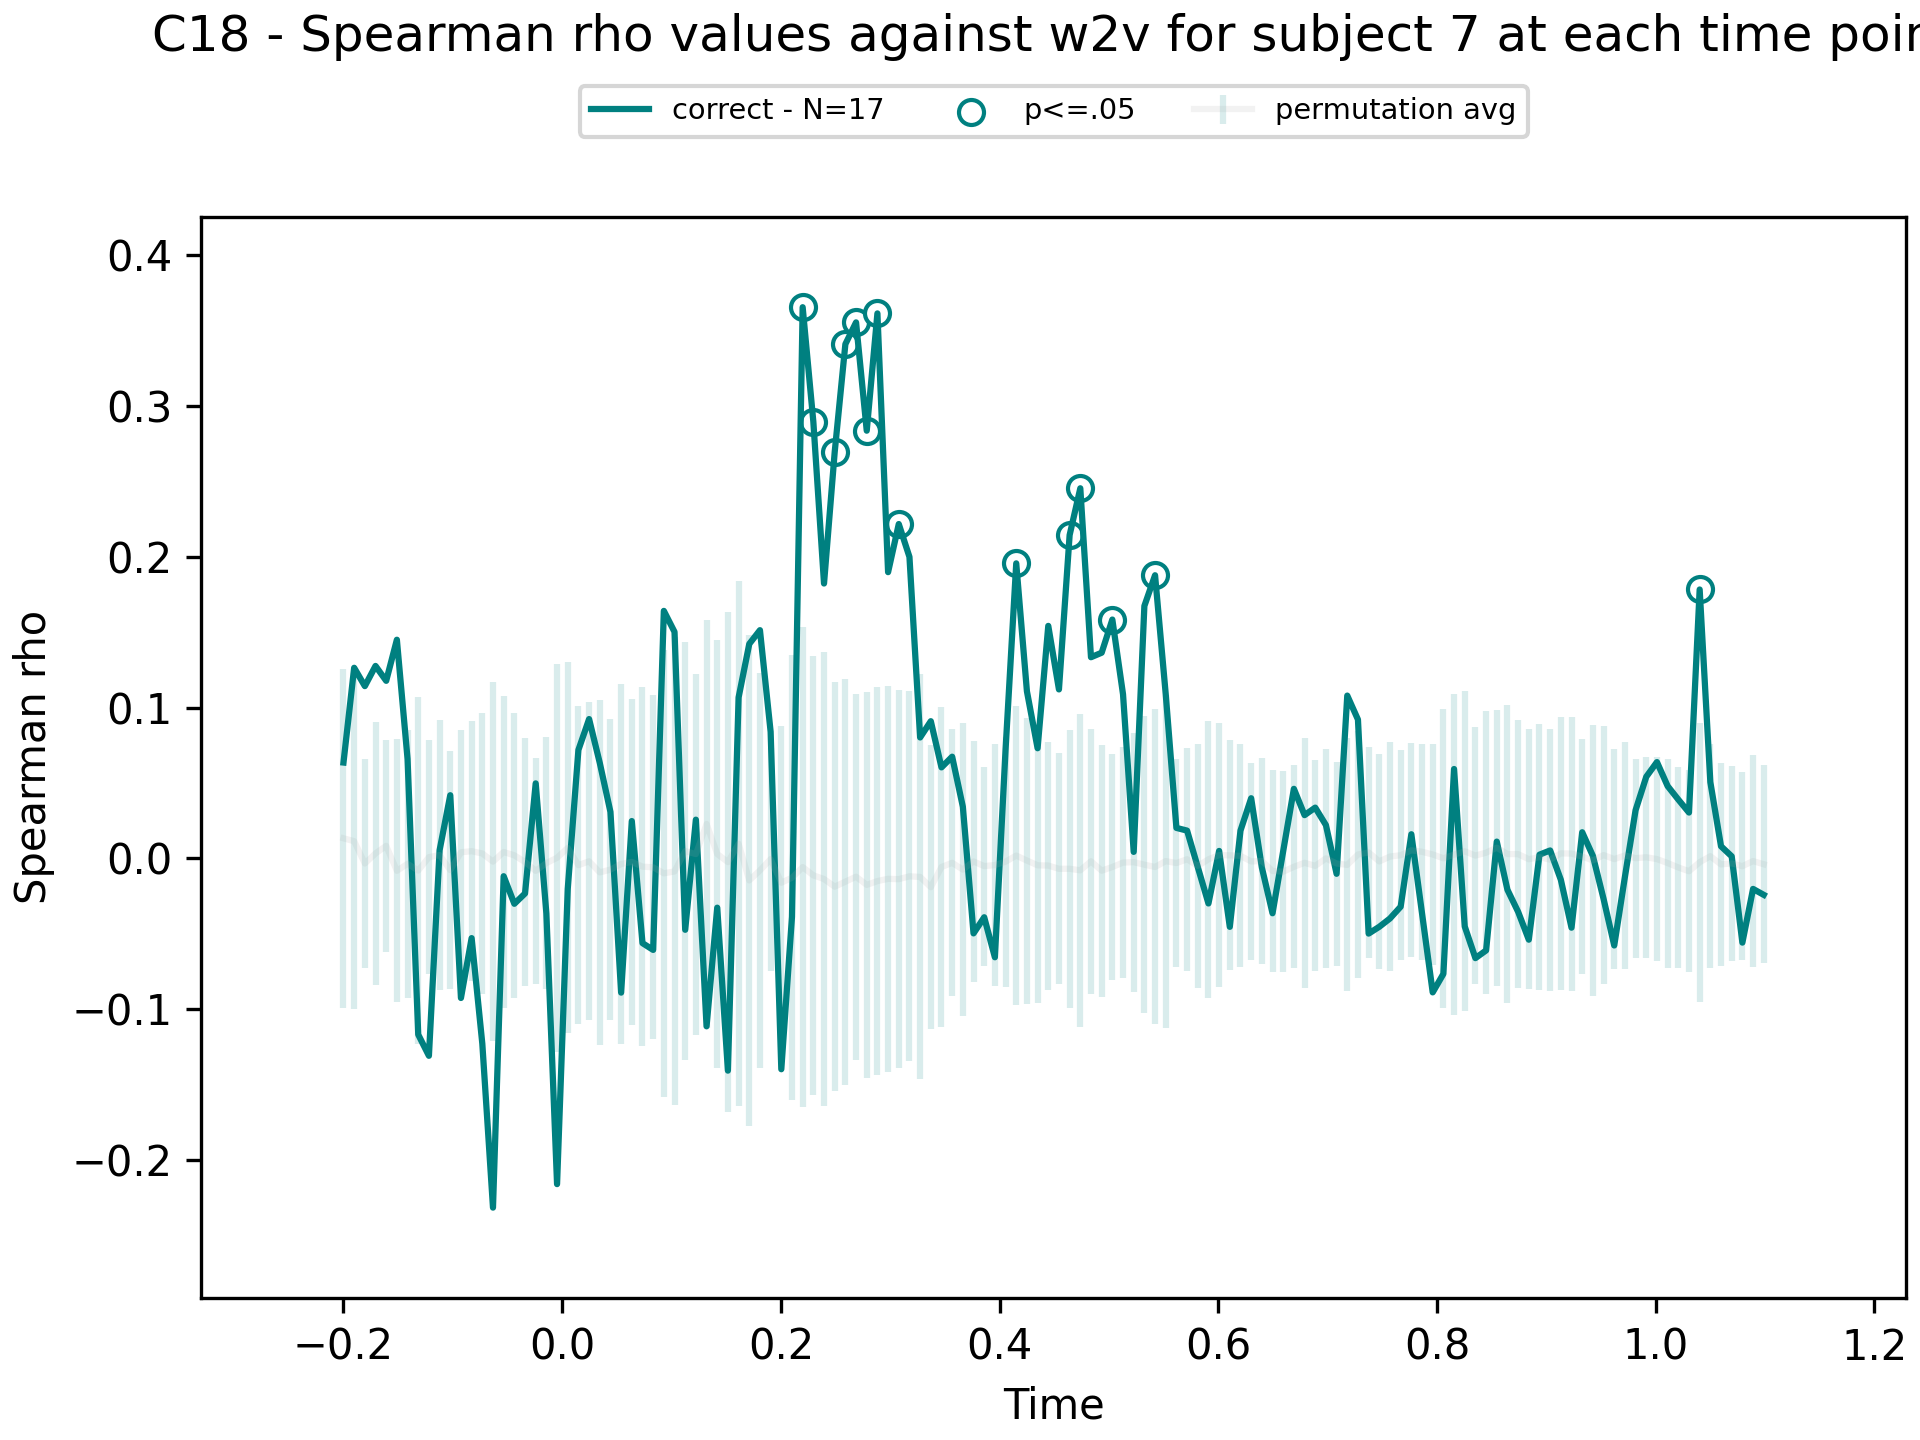 C18 - Spearman rho values against w2v for subject 7 at each time poin
correct - N=17
p<=.05
permutation avg
0.4
0.3
0.2
0.1
0.0
−0.1
−0.2
Spearman rho
−0.2
0.0
0.2
0.4
0.6
0.8
1.0
1.2
Time